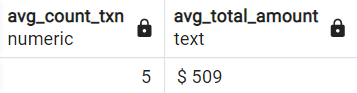 avg_count_txn avg_total_amount
numeric text
5 $ 509